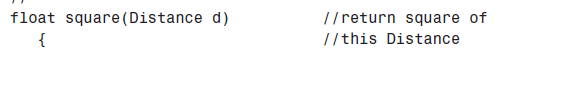 //
float square(Distance d)          //return square of
   {                              //this Distance